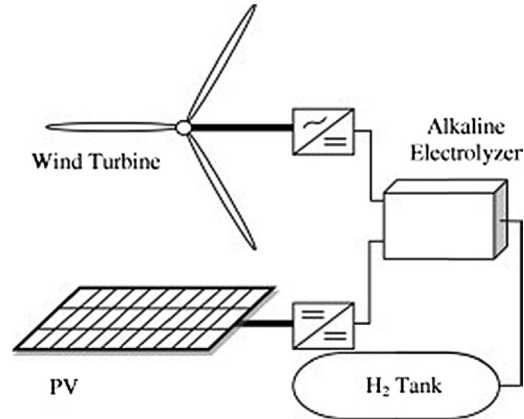 Alkaline
Electrolyzer
Wind Turbine
PV
H₂ Tank